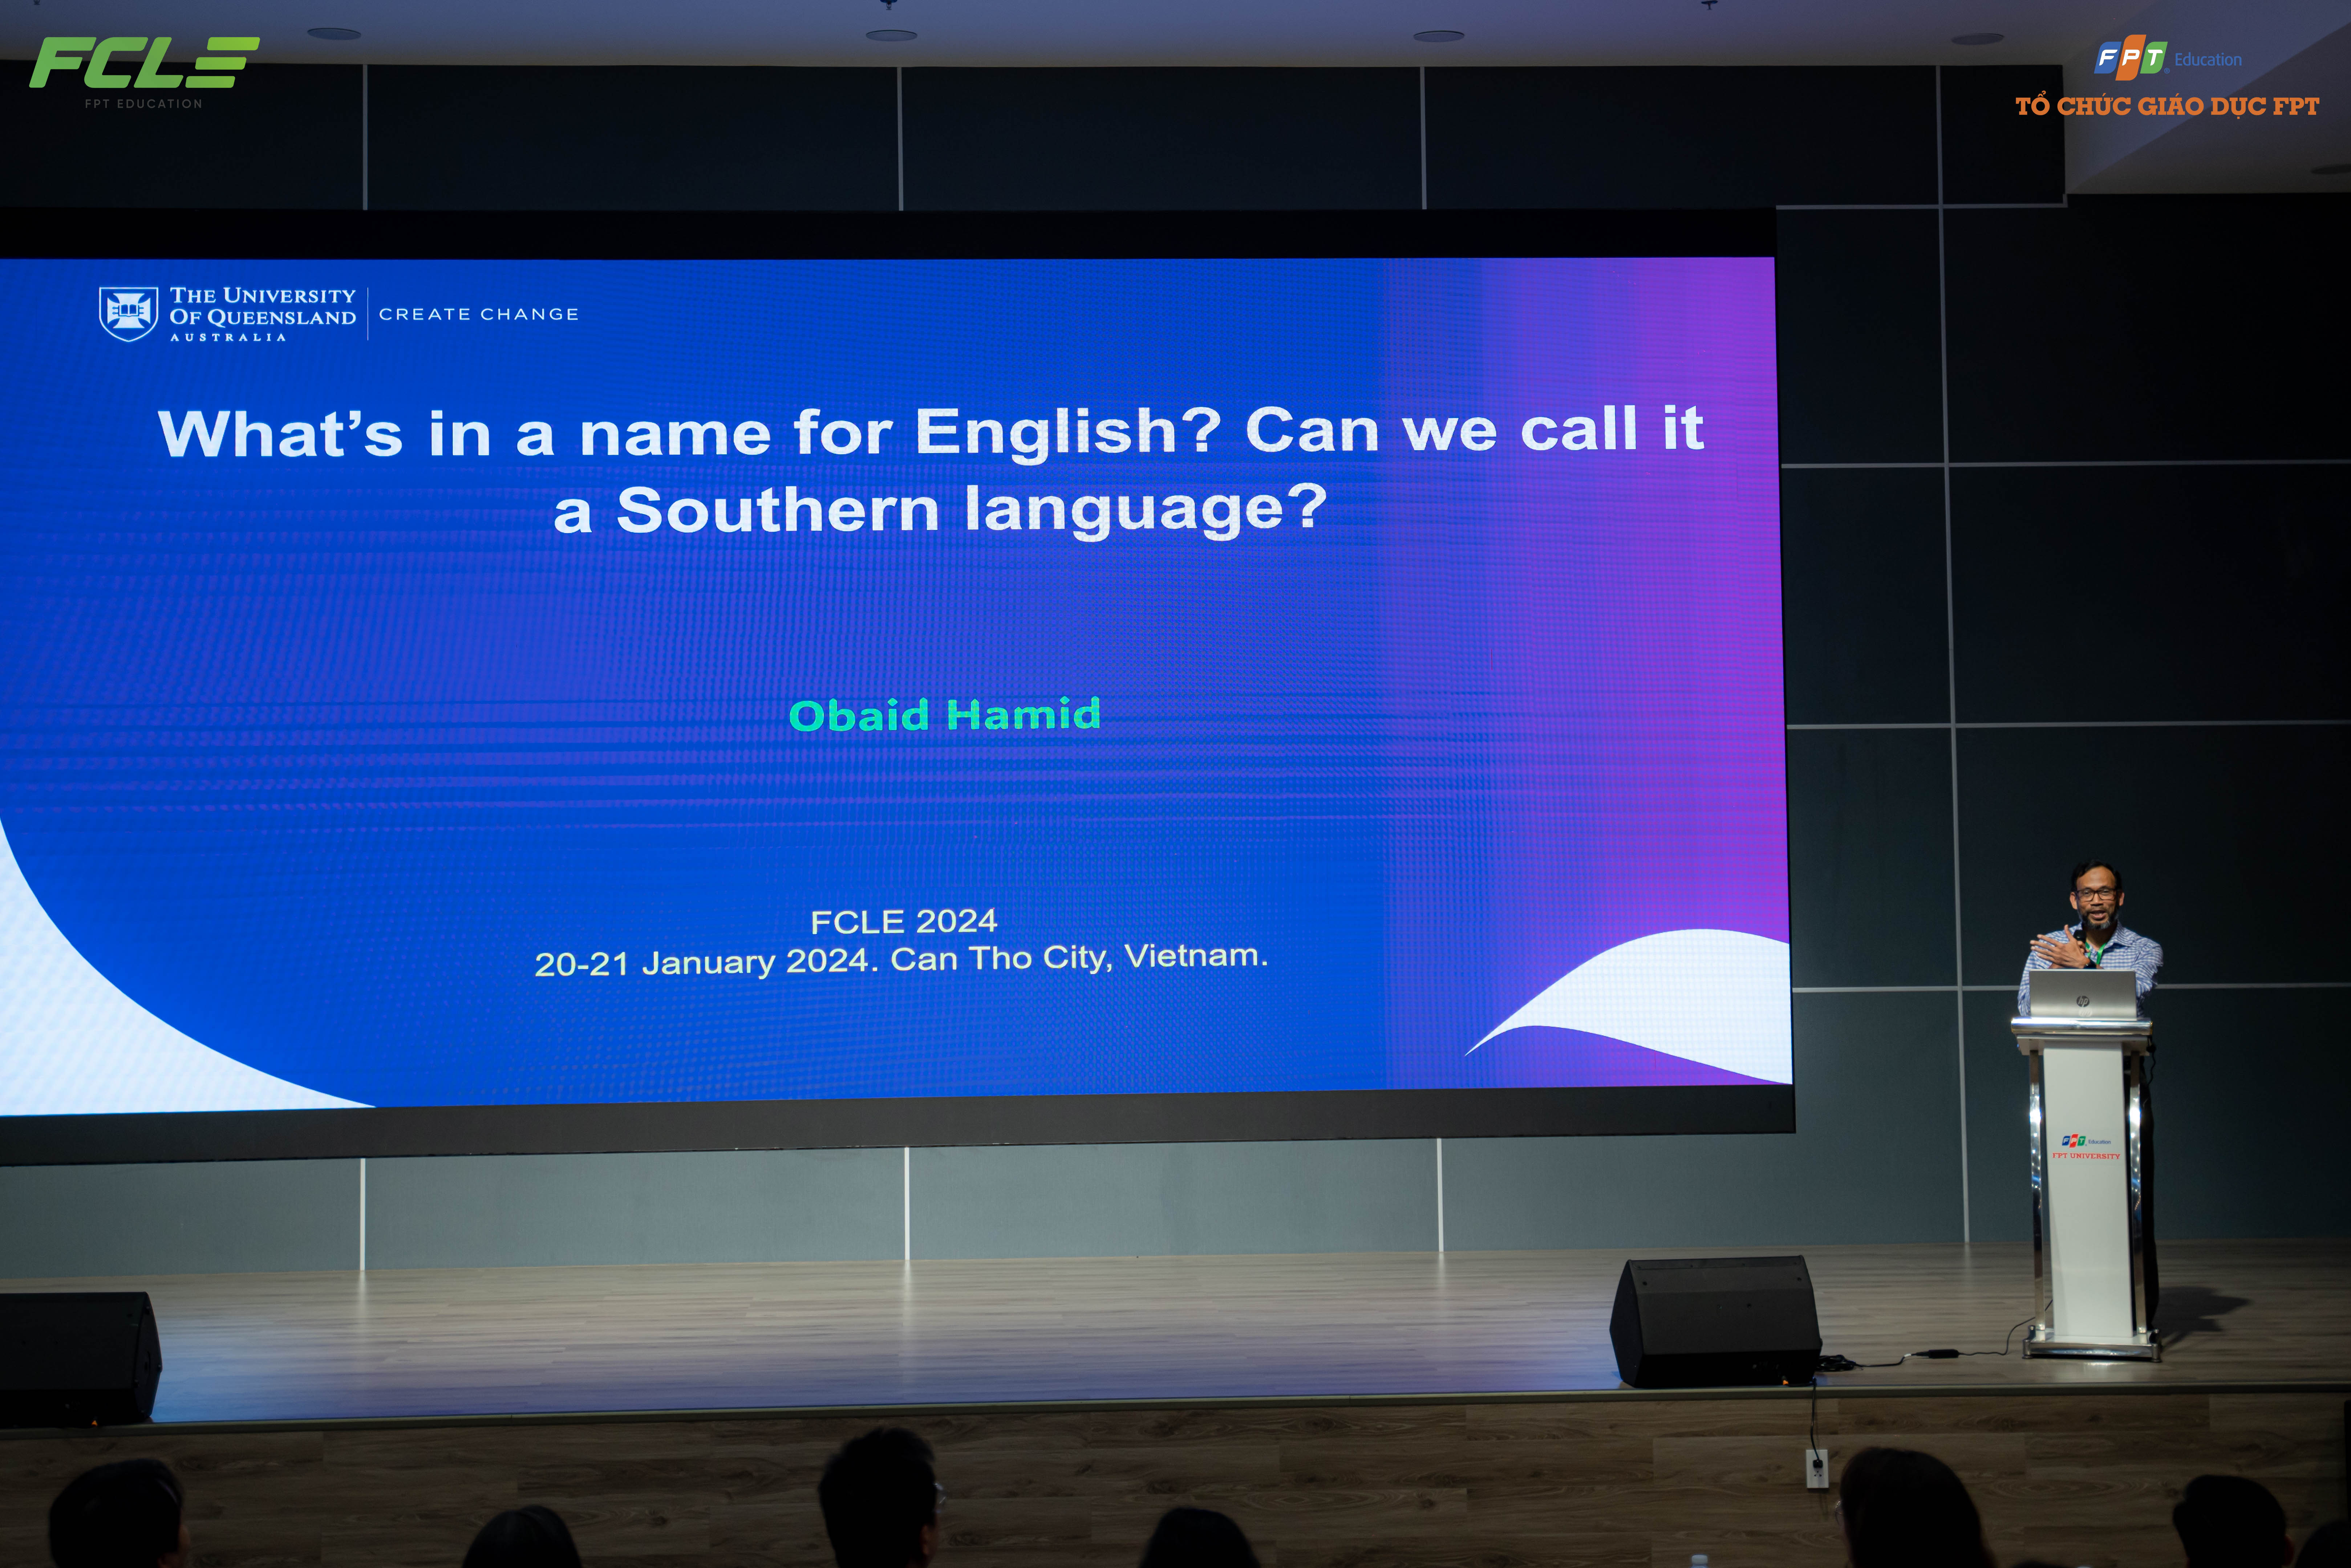 FCLE
FPT EDUCATION
FPT Education
TỔ CHỨC GIÁO DỤC FPT
THE UNIVERSITY
OF QUEENSLAND
AUSTRALIA
CREATE CHANGE
What's in a name for English? Can we call it
a Southern language?
Obaid Hamid
FCLE 2024
20-21 January 2024. Can Tho City, Vietnam.
hp
FPT Education
FPT UNIVERSITY